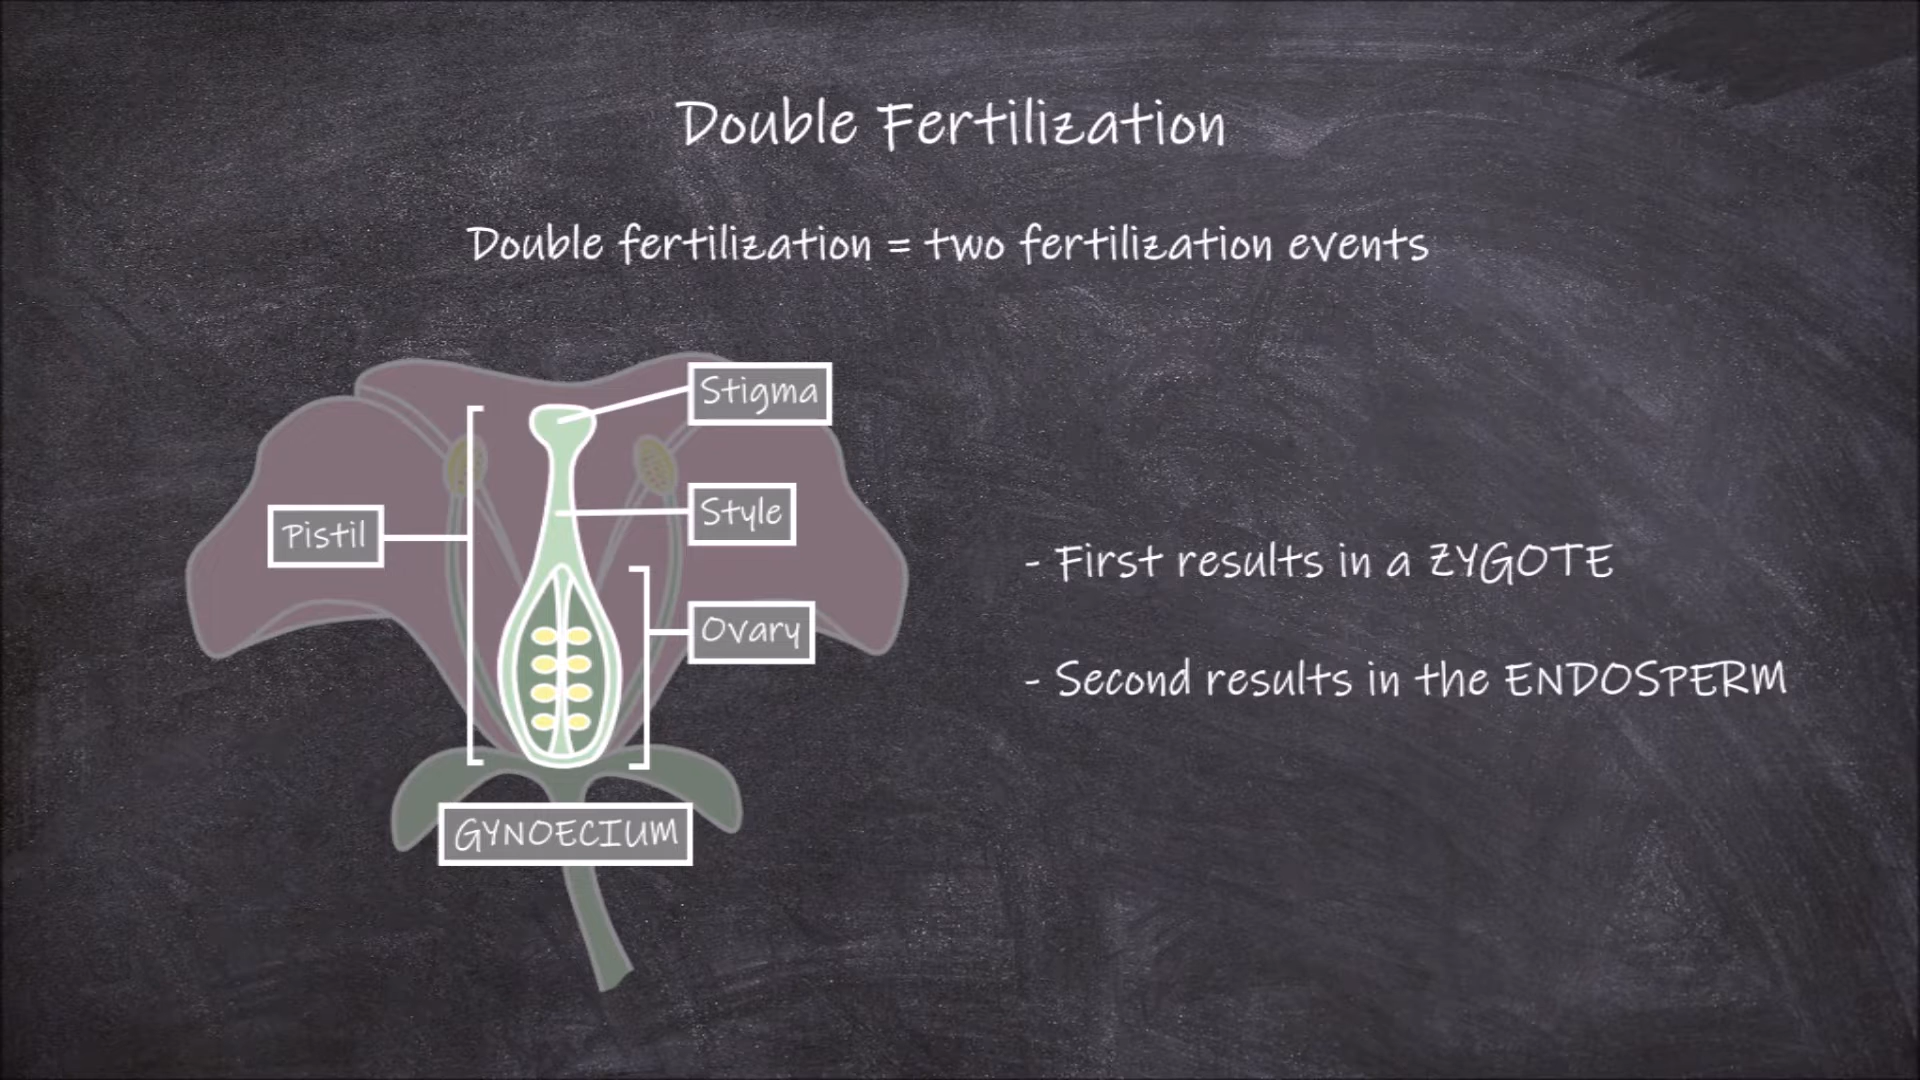 Double Fertilization
Double fertilization = two fertilization events
Stigma
Style
Pistil
Ovary
GYNOECIUM
- First results in a ZYGOTE
- Second results in the ENDOSPERM